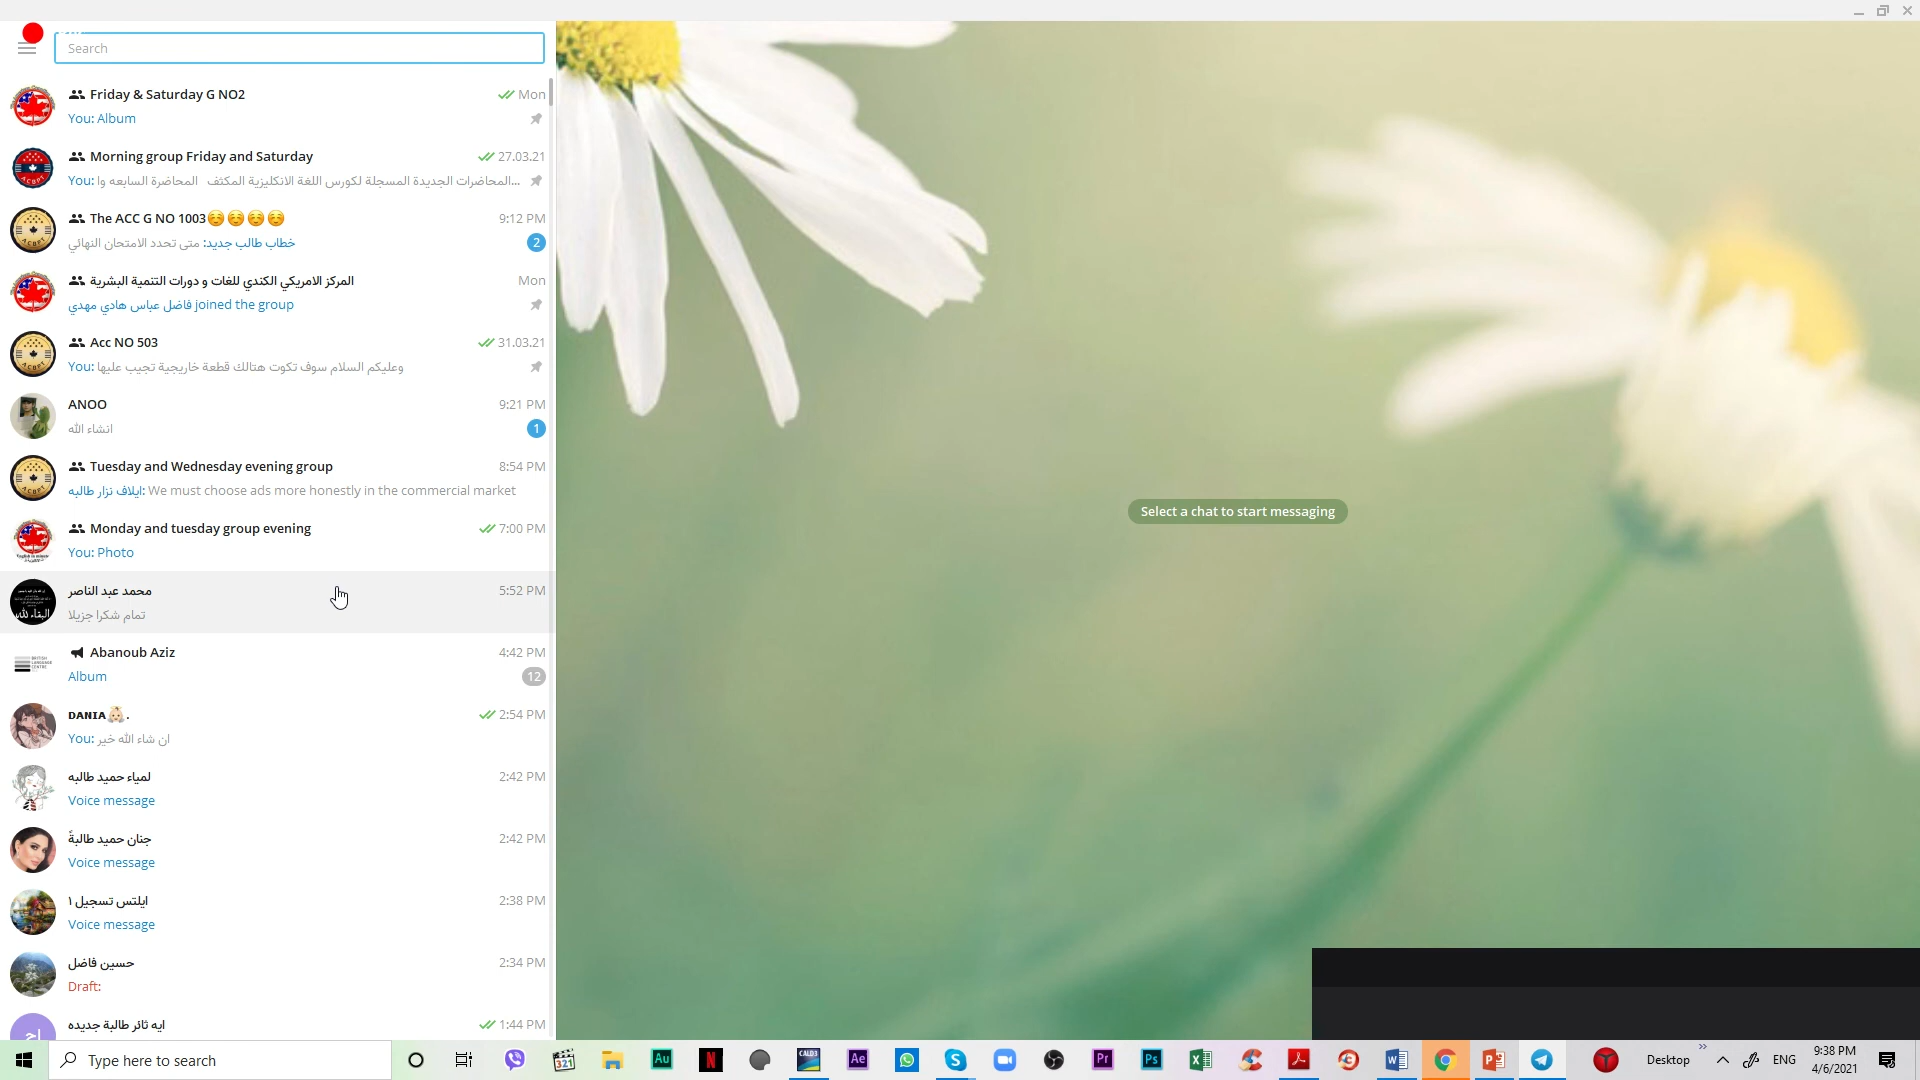 Search
Friday & Saturday G NO2 Mon
You: Album
Morning group Friday and Saturday 27.03.21
You: المحاضرات الجديدة المسجلة لكورس اللغة الانكليزية المكثف المحاضرة السابعه وا...
The ACC G NO 1003☺️☺️☺️☺️ 9:12 PM
خطاب طالب جديد: متى تحدد الامتحان النهائي 2
المركز الامريكي الكندي للغات و دورات التنمية البشرية Mon
فاضل عباس هادي مهدي joined the group
Acc NO 503 31.03.21
You: وعليكم السلام سوف تكوت هتالك قطعة خاريجية تجيب عليها
ANOO 9:21 PM
انشاء الله 1
Tuesday and Wednesday evening group 8:54 PM
ايلاف نزار طالبه: We must choose ads more honestly in the commercial market
Monday and tuesday group evening 7:00 PM
You: Photo
محمد عبد الناصر 5:52 PM
تمام شكرا جزيلا
Abanoub Aziz 4:42 PM
Album 12
ᴅᴀɴɪᴀ👶🏻. 2:54 PM
You: ان شاء الله خير
لمياء حميد طالبه 2:42 PM
Voice message
جنان حميد طالبةً 2:42 PM
Voice message
ايلتس تسجيل ١ 2:38 PM
Voice message
حسين فاضل 2:34 PM
Draft:
ايه ثائر طالبة جديده 1:44 PM
Select a chat to start messaging
Type here to search
Desktop
ENG
9:38 PM
4/6/2021